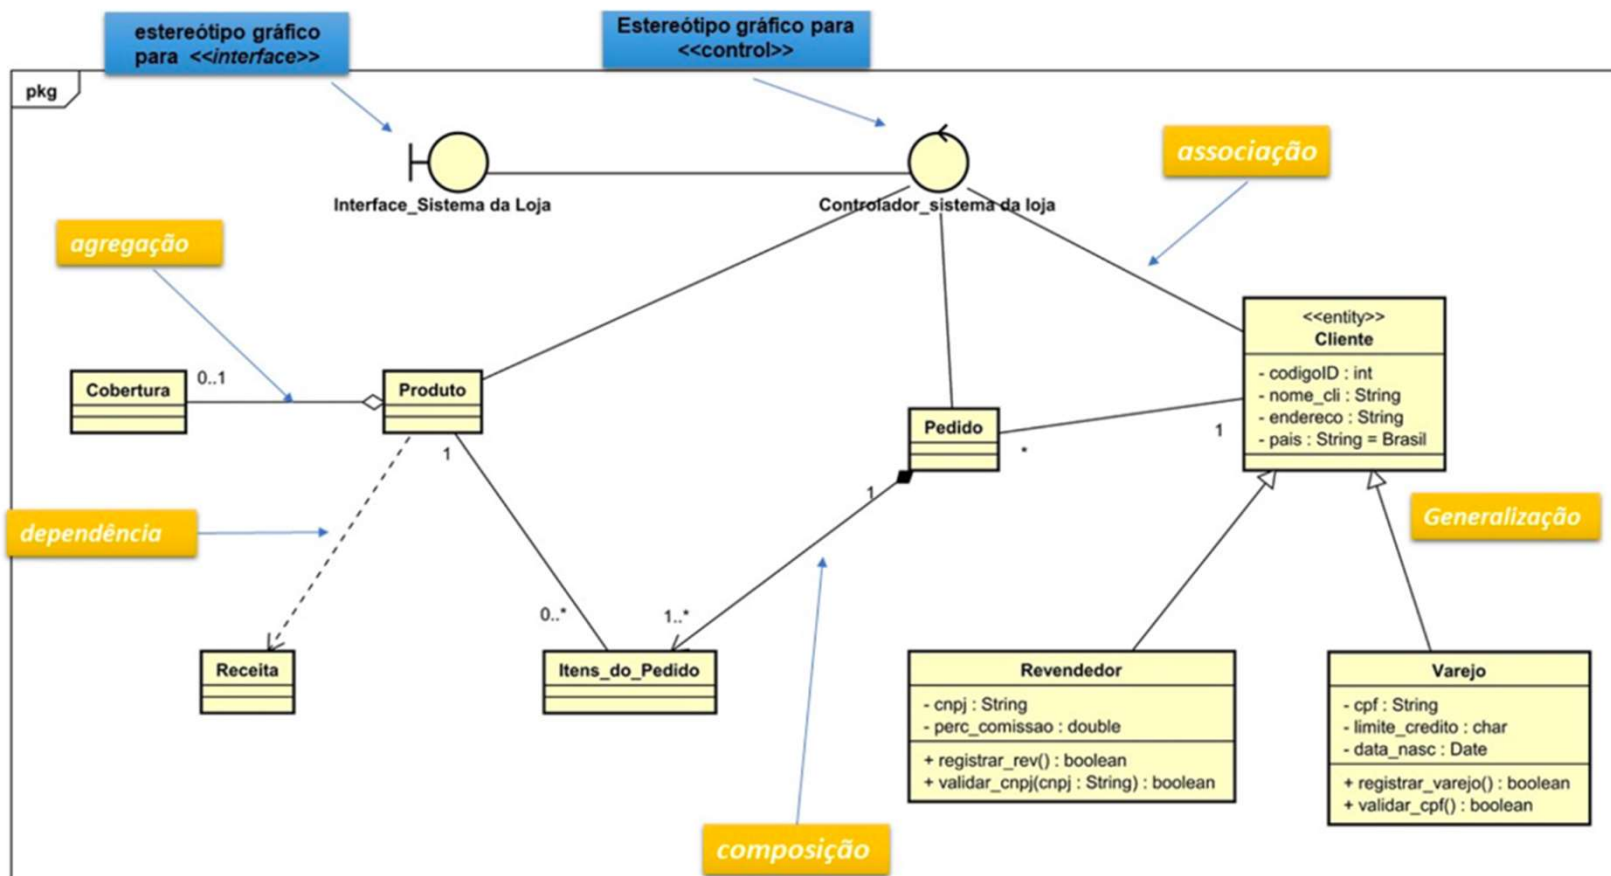 estereótipo gráfico
para <<interface>>
Estereótipo gráfico para
<<control>>
pkg
associação
Interface_Sistema da Loja
Controlador_sistema da loja
agregação
<<entity>>
Cliente
- codigoID : int
- nome_cli : String
- endereco : String
- pais : String = Brasil
Cobertura
0..1
Produto
Pedido
1
*
1
1
Generalização
dependência
0..*
1..*
Receita
Itens_do_Pedido
Revendedor
- cnpj : String
- perc_comissao : double
+ registrar_rev() : boolean
+ validar_cnpj(cnpj : String) : boolean
Varejo
- cpf : String
- limite_credito : char
- data_nasc : Date
+ registrar_varejo() : boolean
+ validar_cpf() : boolean
composição